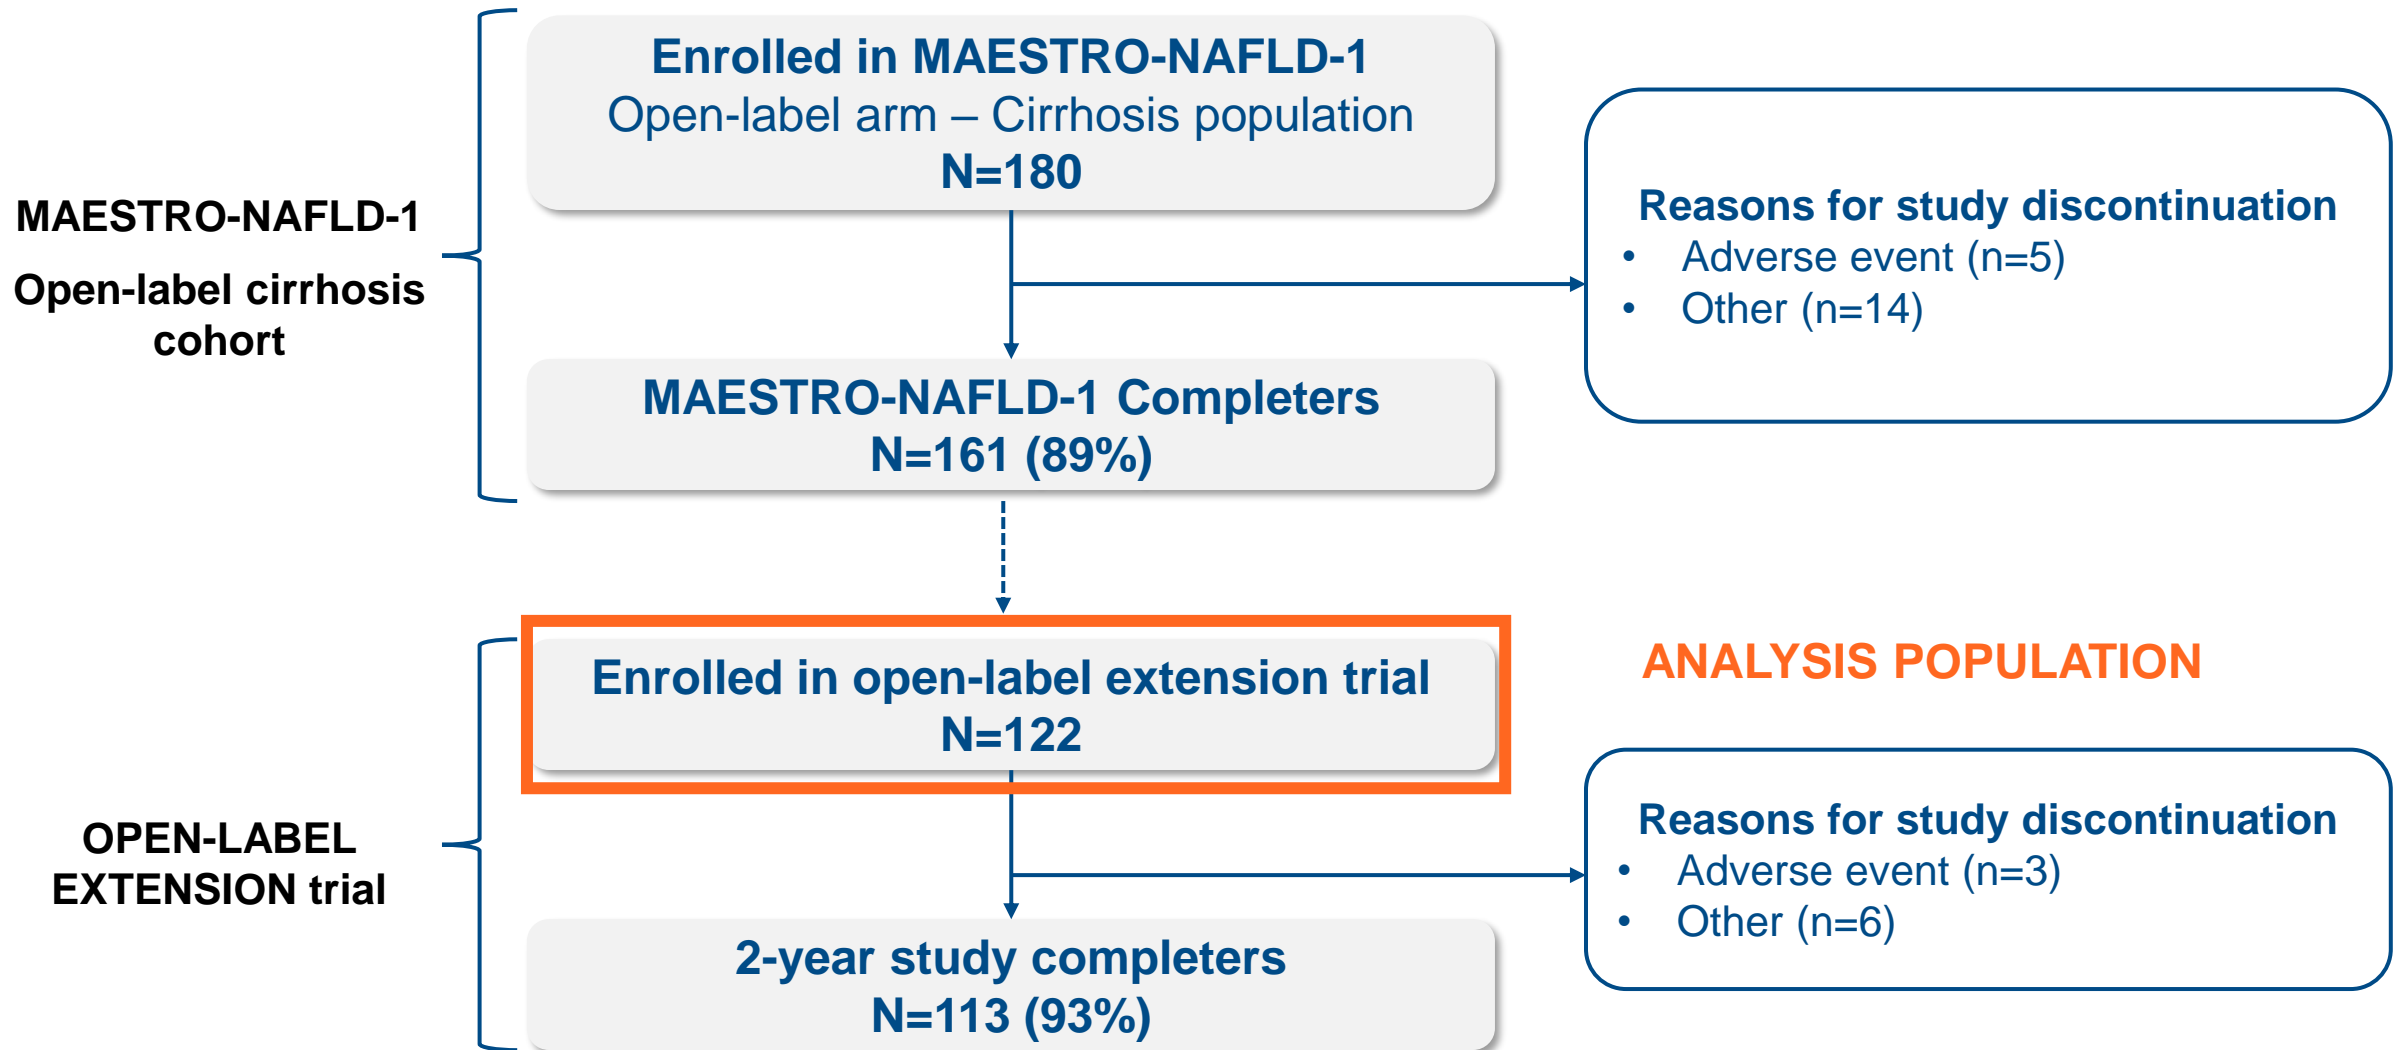 MAESTRO-NAFLD-1
Open-label cirrhosis
cohort
Enrolled in MAESTRO-NAFLD-1
Open-label arm – Cirrhosis population
N=180
Reasons for study discontinuation
• Adverse event (n=5)
• Other (n=14)
MAESTRO-NAFLD-1 Completers
N=161 (89%)
OPEN-LABEL
EXTENSION trial
Enrolled in open-label extension trial
N=122
ANALYSIS POPULATION
Reasons for study discontinuation
• Adverse event (n=3)
• Other (n=6)
2-year study completers
N=113 (93%)